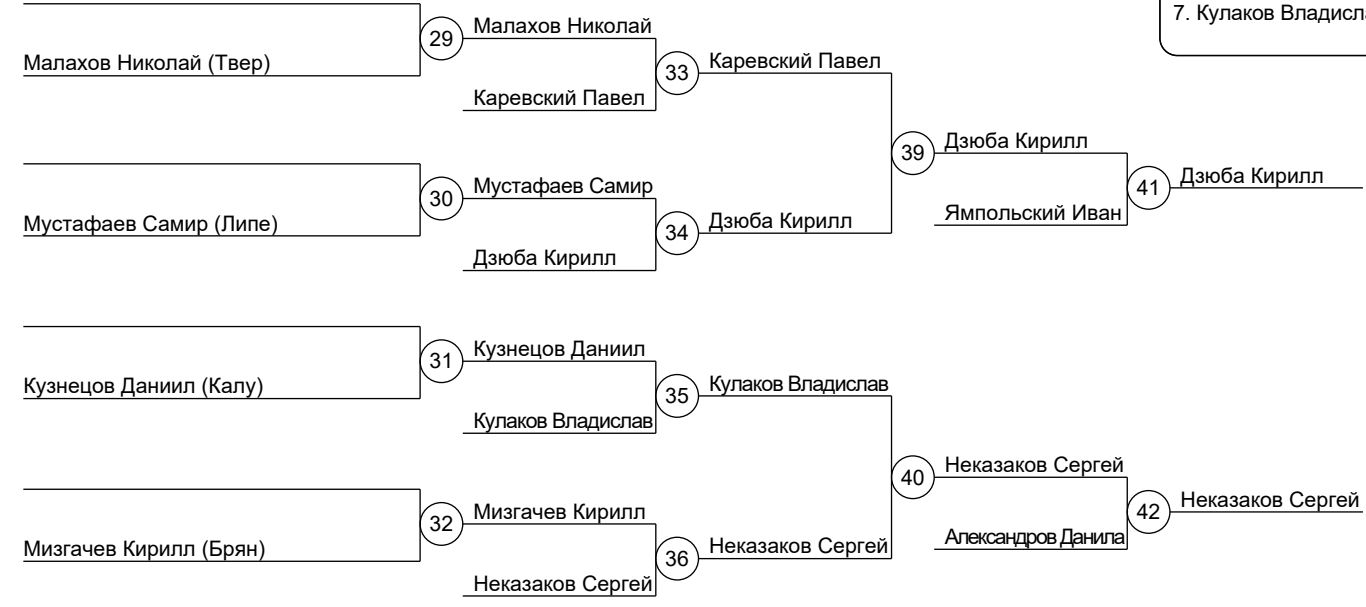 7. Кулаков Владисл
Малахов Николай
29
Малахов Николай (Твер)
Каревский Павел
33
Каревский Павел
Дзюба Кирилл
39
Дзюба Кирилл
41
Мустафаев Самир
30
Ямпольский Иван
Мустафаев Самир (Липе)
Дзюба Кирилл
34
Дзюба Кирилл
Кузнецов Даниил
31
Кулаков Владислав
Кузнецов Даниил (Калу)
35
Кулаков Владислав
Неказаков Сергей
40
Неказаков Сергей
Мизгачев Кирилл
42
32
Александров Данила
Мизгачев Кирилл (Брян)
Неказаков Сергей
36
Неказаков Сергей